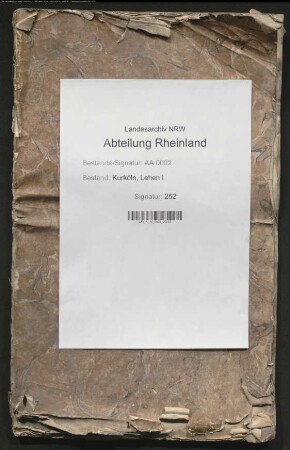 Landesarchiv NRW
Abteilung Rheinland
Bestands-Signatur: AA 0002
Bestand: Kurköln, Lehen I
Signatur: 252